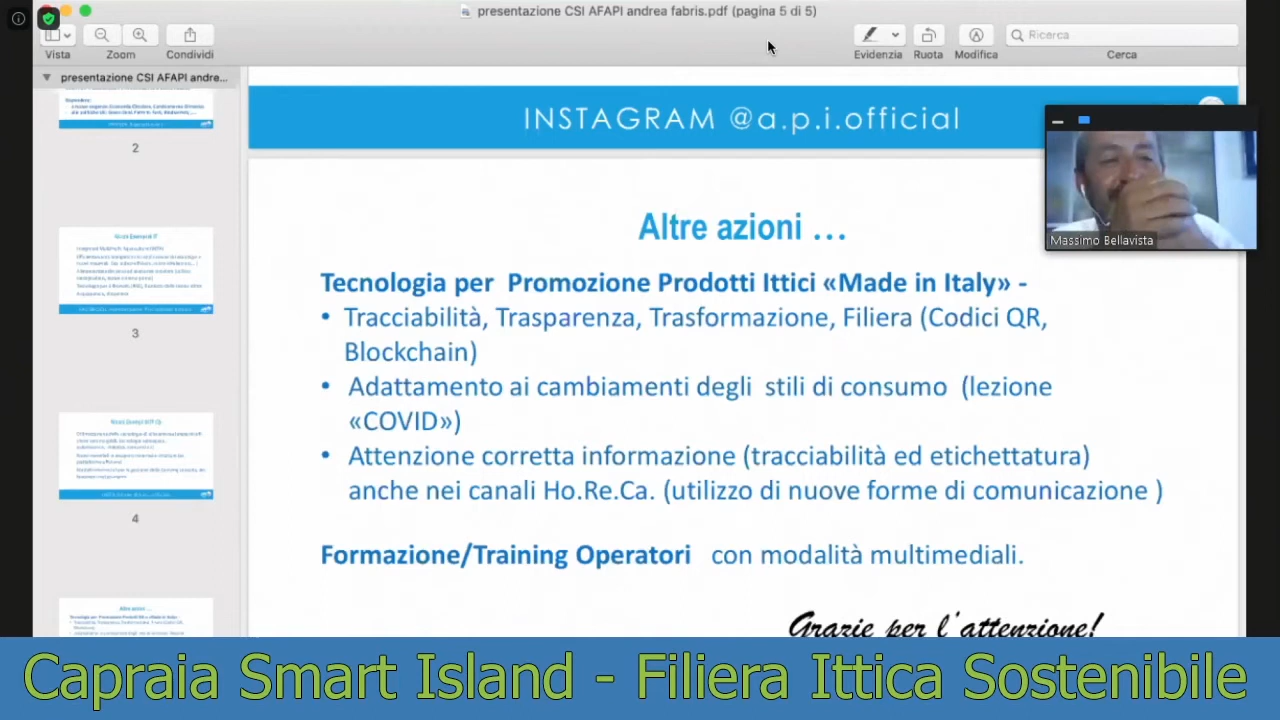 presentazione CSI AFAPI andrea fabris.pdf (pagina 5 di 5)
Vista
Zoom
Condividi
Evidenzia
Ruota
Modifica
Ricerca
Cerca
presentazione CSI AFAPI andre...
2
3
4
Altre azioni ...
INSTAGRAM @a.p.i.official
Massimo Bellavista
Altre azioni ...
Tecnologia per Promozione Prodotti Ittici «Made in Italy» -
• Tracciabilità, Trasparenza, Trasformazione, Filiera (Codici QR,
Blockchain)
• Adattamento ai cambiamenti degli stili di consumo (lezione
«COVID»)
• Attenzione corretta informazione (tracciabilità ed etichettatura)
anche nei canali Ho.Re.Ca. (utilizzo di nuove forme di comunicazione )
Formazione/Training Operatori con modalità multimediali.
Grazie per l'attenzione!
Capraia Smart Island - Filiera Ittica Sostenibile